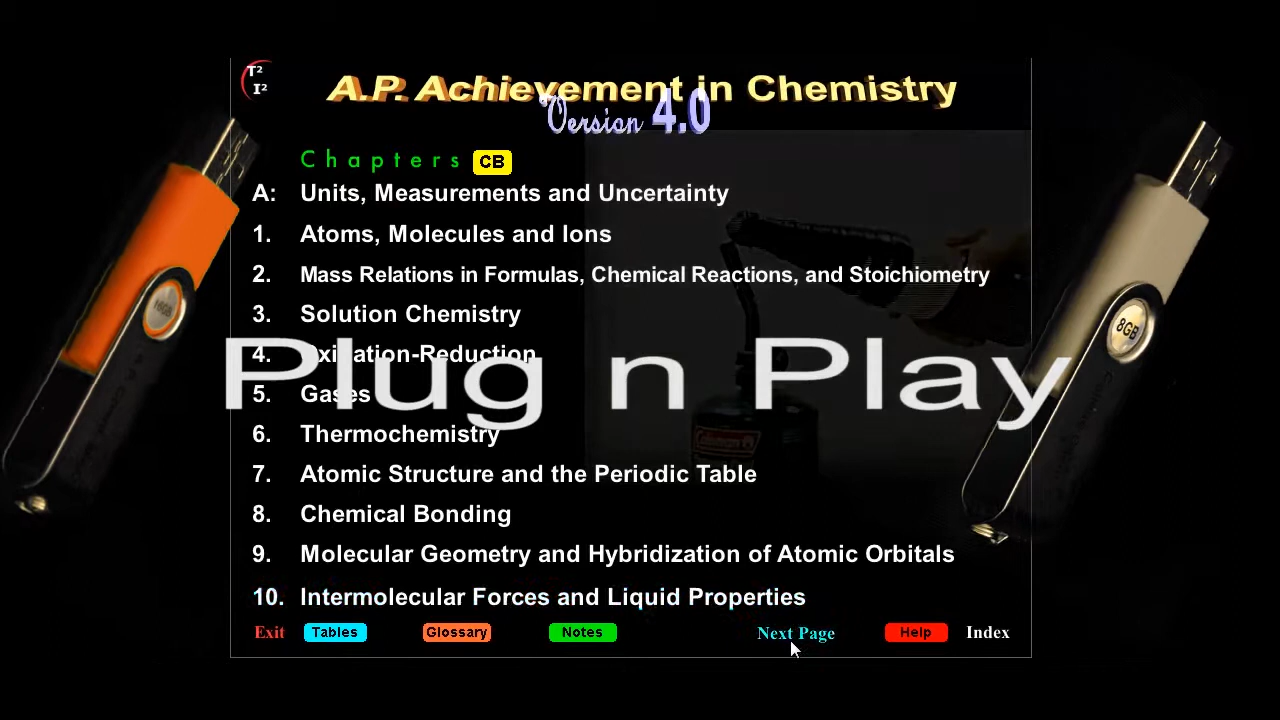 T²
I²
A.P. Achievement in Chemistry
Version 4.0
Chapters CB
A: Units, Measurements and Uncertainty
1. Atoms, Molecules and Ions
2. Mass Relations in Formulas, Chemical Reactions, and Stoichiometry
3. Solution Chemistry
4. Oxidation-Reduction
Plug n Play
5. Gases
6. Thermochemistry
7. Atomic Structure and the Periodic Table
8. Chemical Bonding
9. Molecular Geometry and Hybridization of Atomic Orbitals
10. Intermolecular Forces and Liquid Properties
Exit Tables Glossary Notes Next Page Help Index
8GB
Coleman